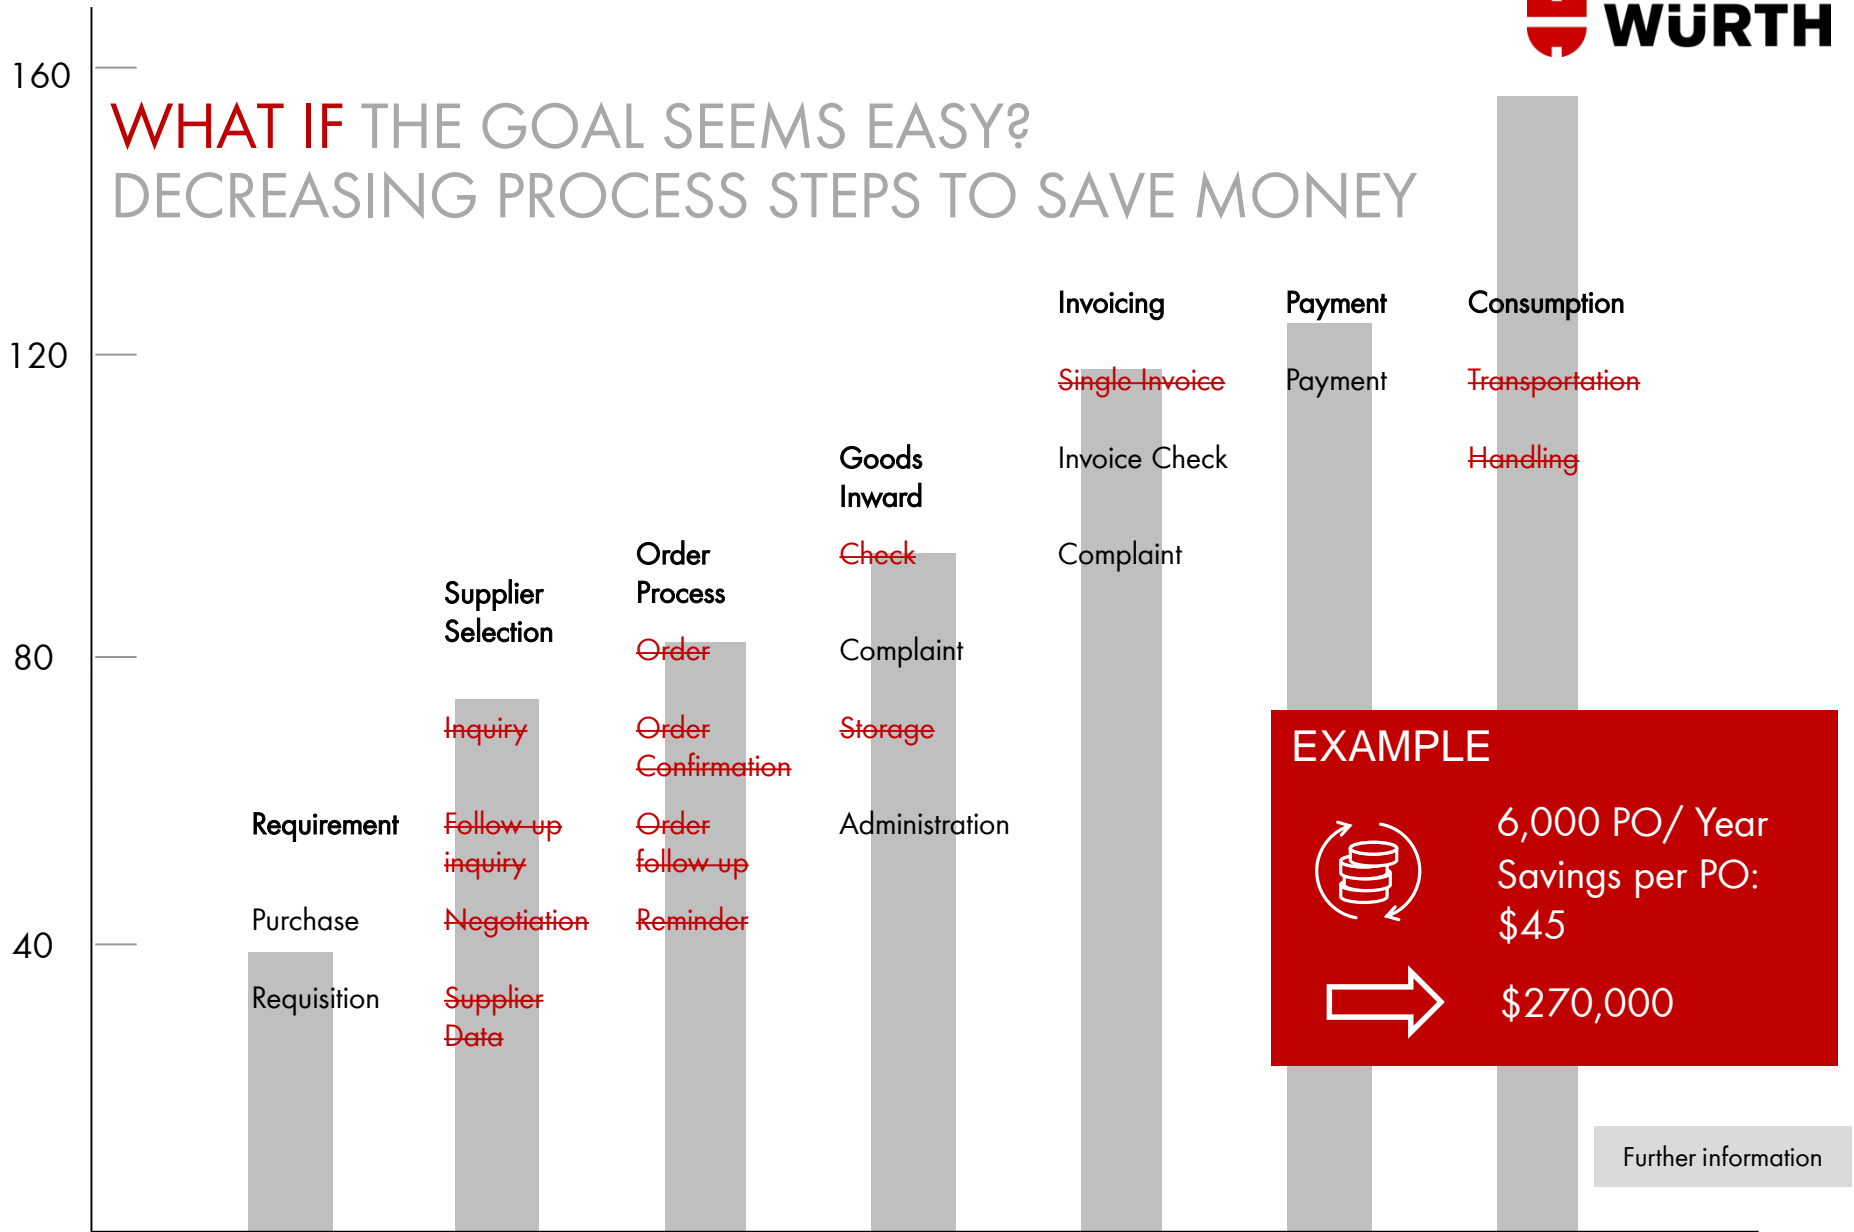 WÜRTH
160
WHAT IF THE GOAL SEEMS EASY?
DECREASING PROCESS STEPS TO SAVE MONEY
120
80
40
Requirement
Purchase
Requisition
Supplier
Selection
Inquiry
Follow up
inquiry
Negotiation
Supplier
Data
Order
Process
Order
Order
Confirmation
Order
follow up
Reminder
Goods
Inward
Check
Complaint
Storage
Administration
Invoicing
Single Invoice
Invoice Check
Complaint
Payment
Payment
Consumption
Transportation
Handling
EXAMPLE
6,000 PO/ Year
Savings per PO:
$45
$270,000
Further information